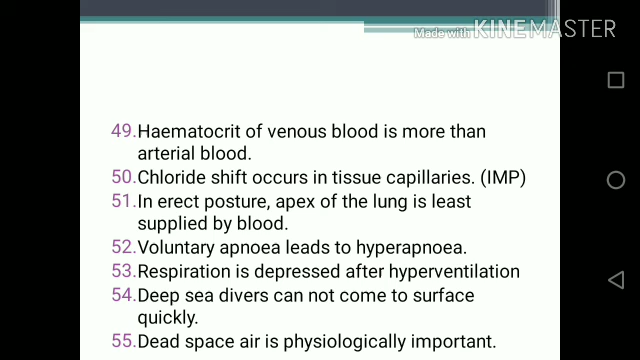 Made with KINEMASTER
49. Haematocrit of venous blood is more than
arterial blood.
50. Chloride shift occurs in tissue capillaries. (IMP)
51. In erect posture, apex of the lung is least
supplied by blood.
52. Voluntary apnoea leads to hyperapnoea.
53. Respiration is depressed after hyperventilation
54. Deep sea divers can not come to surface
quickly.
55. Dead space air is physiologically important.